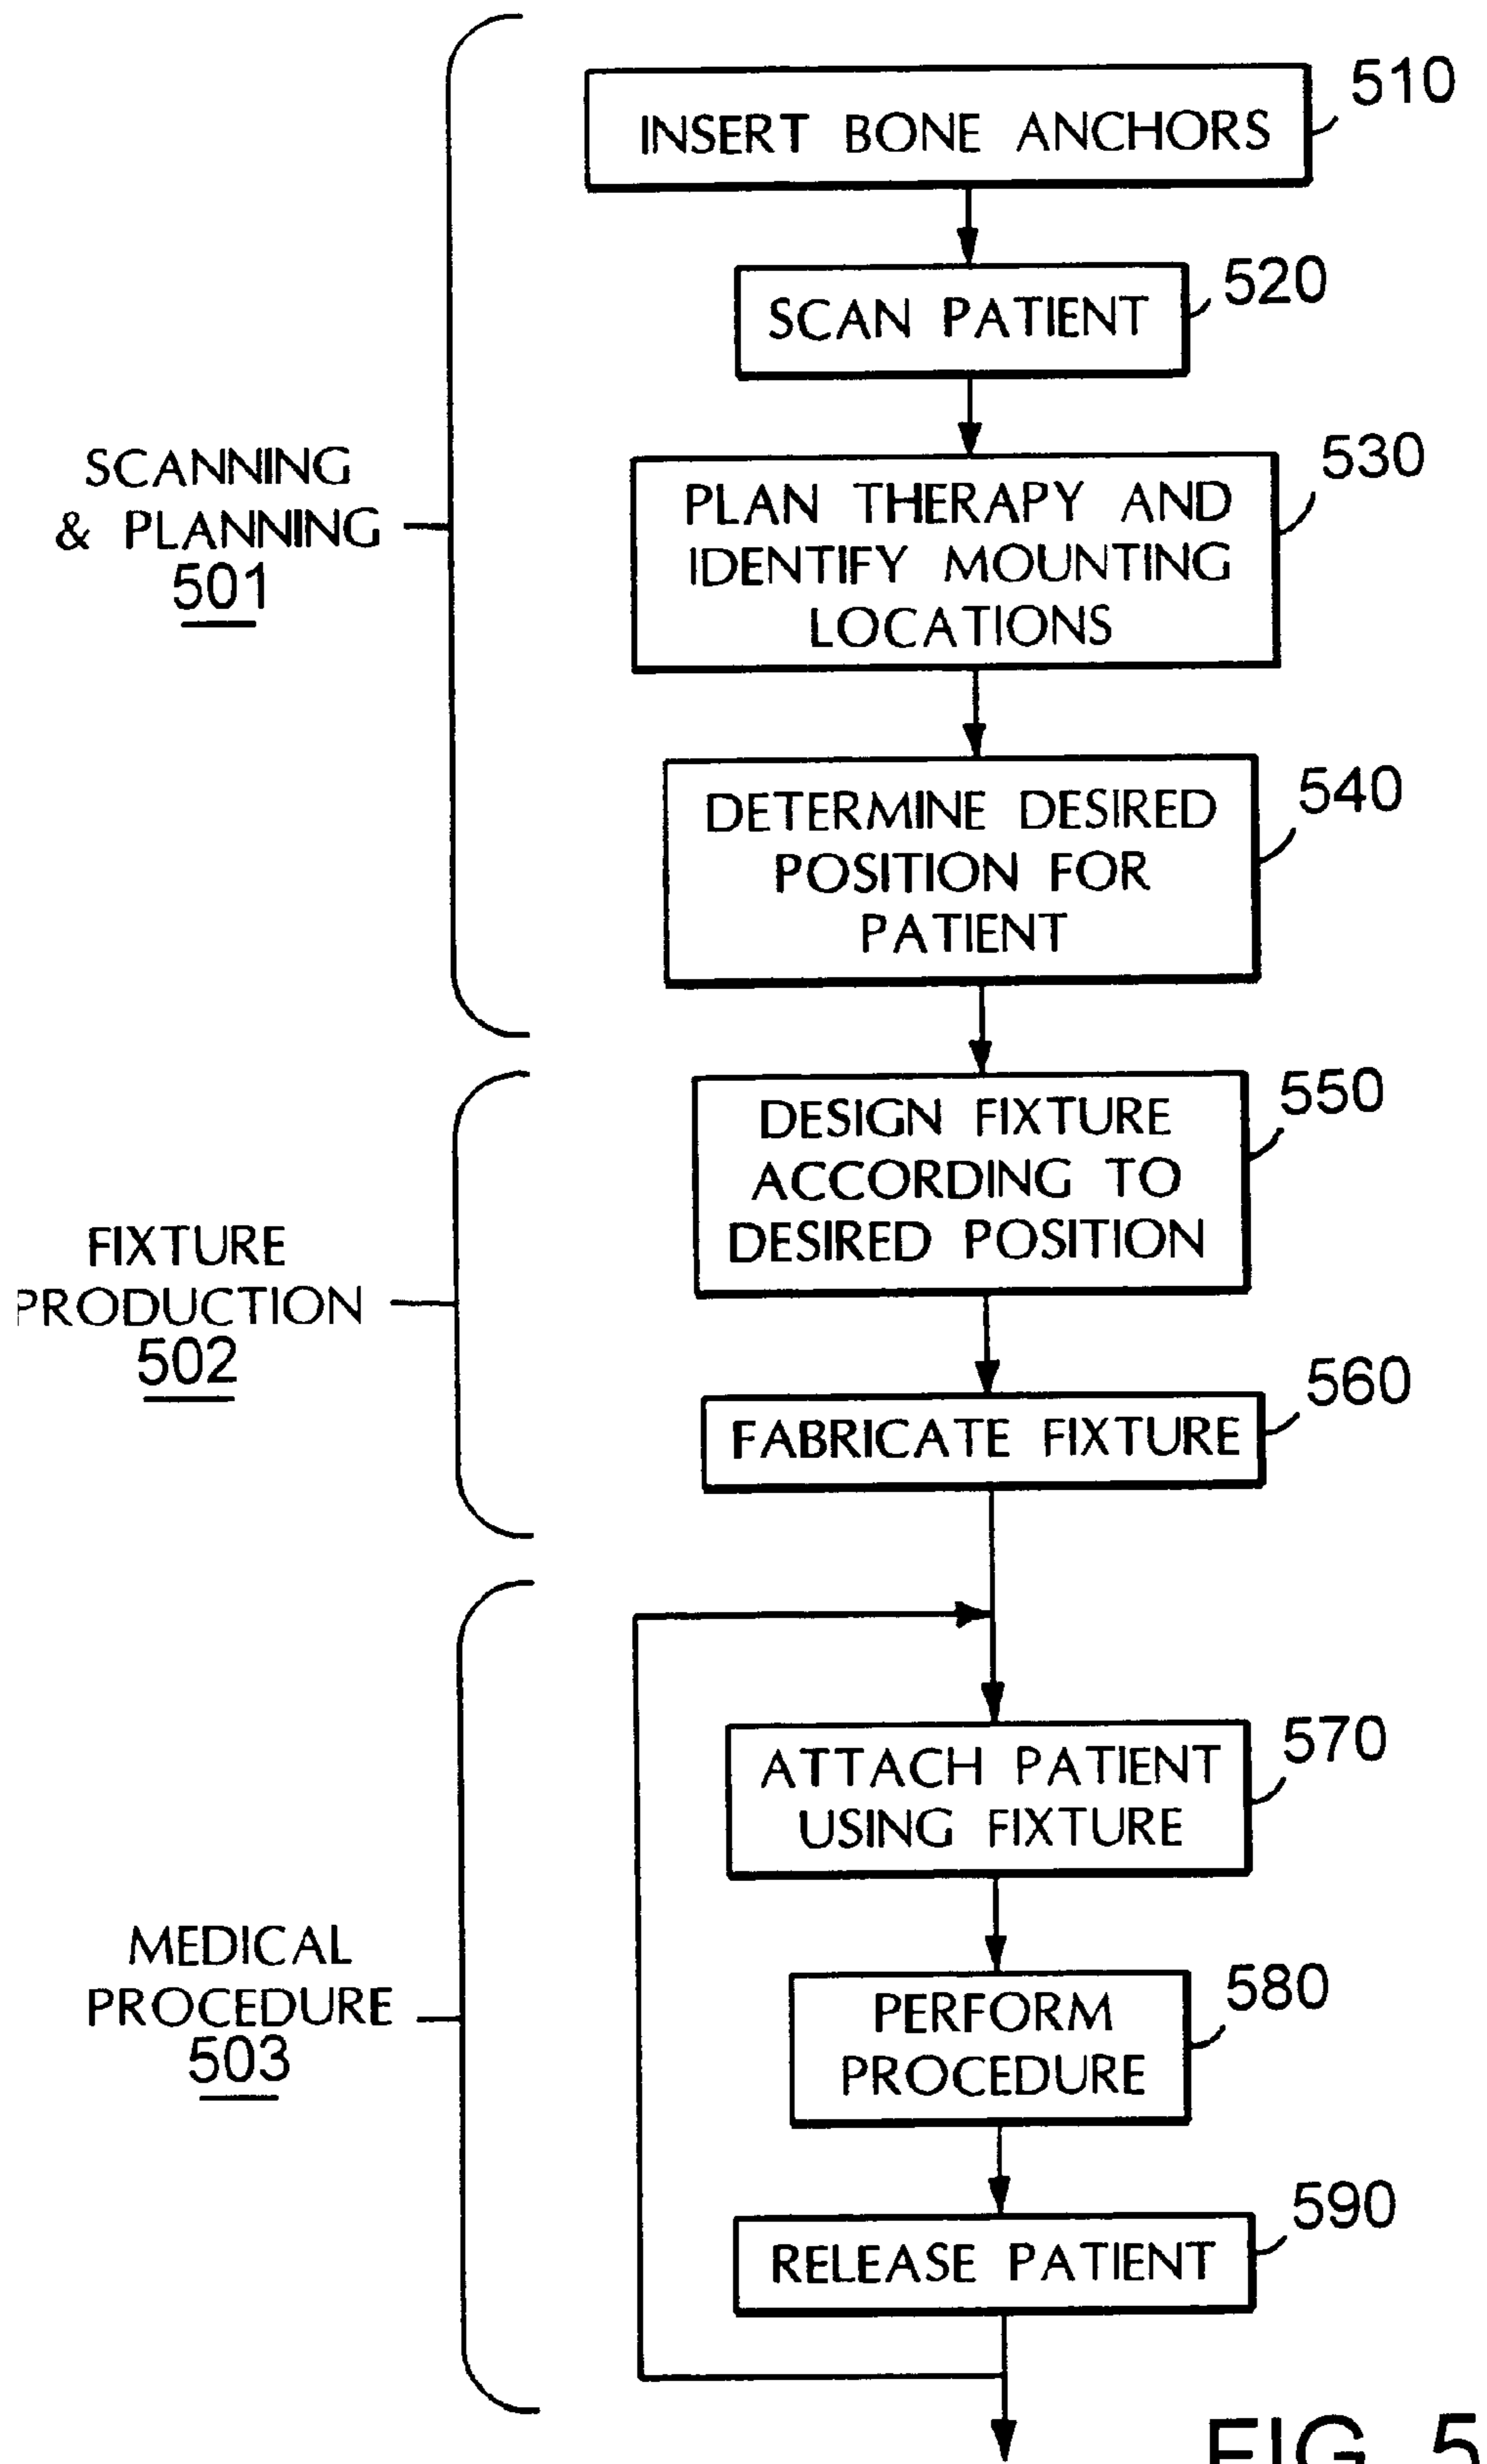 510
INSERT BONE ANCHORS
520
SCAN PATIENT
SCANNING
& PLANNING
501
530
PLAN THERAPY AND
IDENTIFY MOUNTING
LOCATIONS
540
DETERMINE DESIRED
POSITION FOR
PATIENT
550
DESIGN FIXTURE
ACCORDING TO
DESIRED POSITION
FIXTURE
PRODUCTION
502
560
FABRICATE FIXTURE
570
ATTACH PATIENT
USING FIXTURE
MEDICAL
PROCEDURE
503
580
PERFORM
PROCEDURE
590
RELEASE PATIENT
FIG. 5